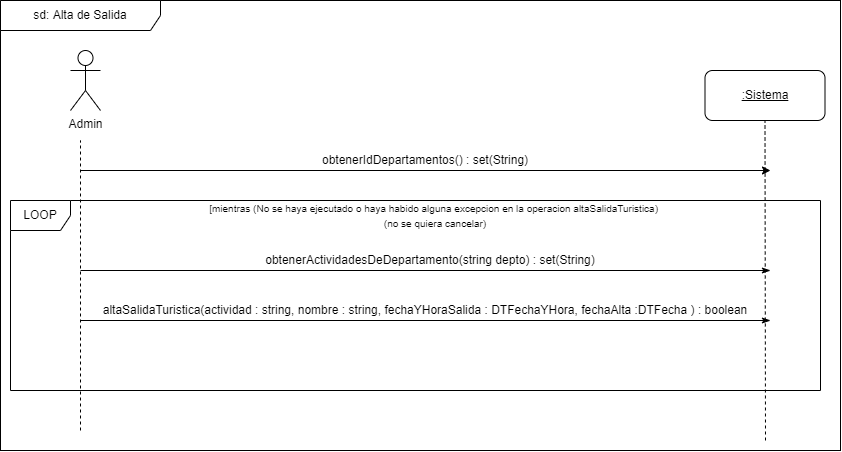 sd: Alta de Salida
Admin
:Sistema
obtenerIdDepartamentos() : set(String)
LOOP
[mientras (No se haya ejecutado o haya habido alguna excepcion en la operacion altaSalidaTuristica)
(no se quiera cancelar)
obtenerActividadesDeDepartamento(string depto) : set(String)
altaSalidaTuristica(actividad : string, nombre : string, fechaYHoraSalida : DTFechaYHora, fechaAlta :DTFecha ) : boolean